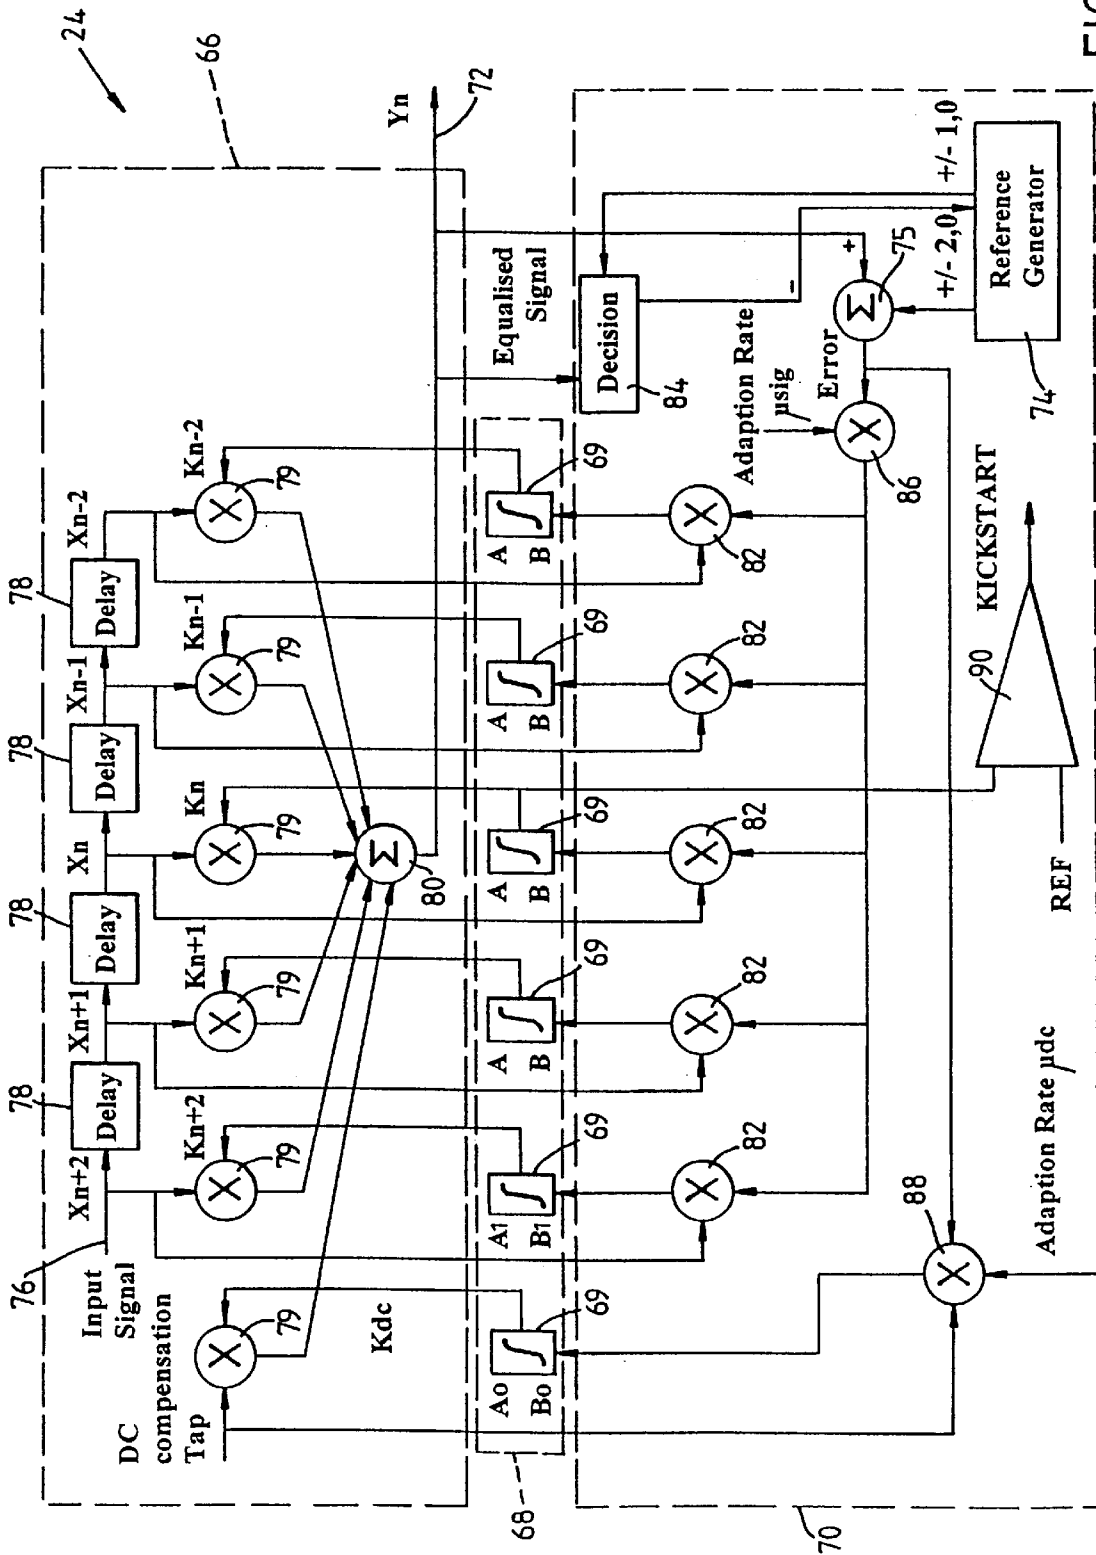 24
66
72
Yn
78
78
78
78
Delay
Delay
Delay
Delay
Xn+2
Xn+1
Xn
Xn-1
Xn-2
76
Input
Signal
DC
compensation
Tap
Kn+2
Kn+1
Kn
Kn-1
Kn-2
X
X
X
X
X
X
79
79
79
79
79
79
Kdc
Σ
80
Equalised
Signal
68
Ao
Bo
A1
B1
A
B
A
B
A
B
A
B
∫
∫
∫
∫
∫
∫
69
69
69
69
69
69
X
X
X
X
X
82
82
82
82
82
Decision
84
+/- 1,0
+/- 2,0
+
-
Σ
75
Reference
Generator
74
Error
Adaption Rate
μsig
X
86
KICKSTART
90
REF
X
88
Adaption Rate μdc
70